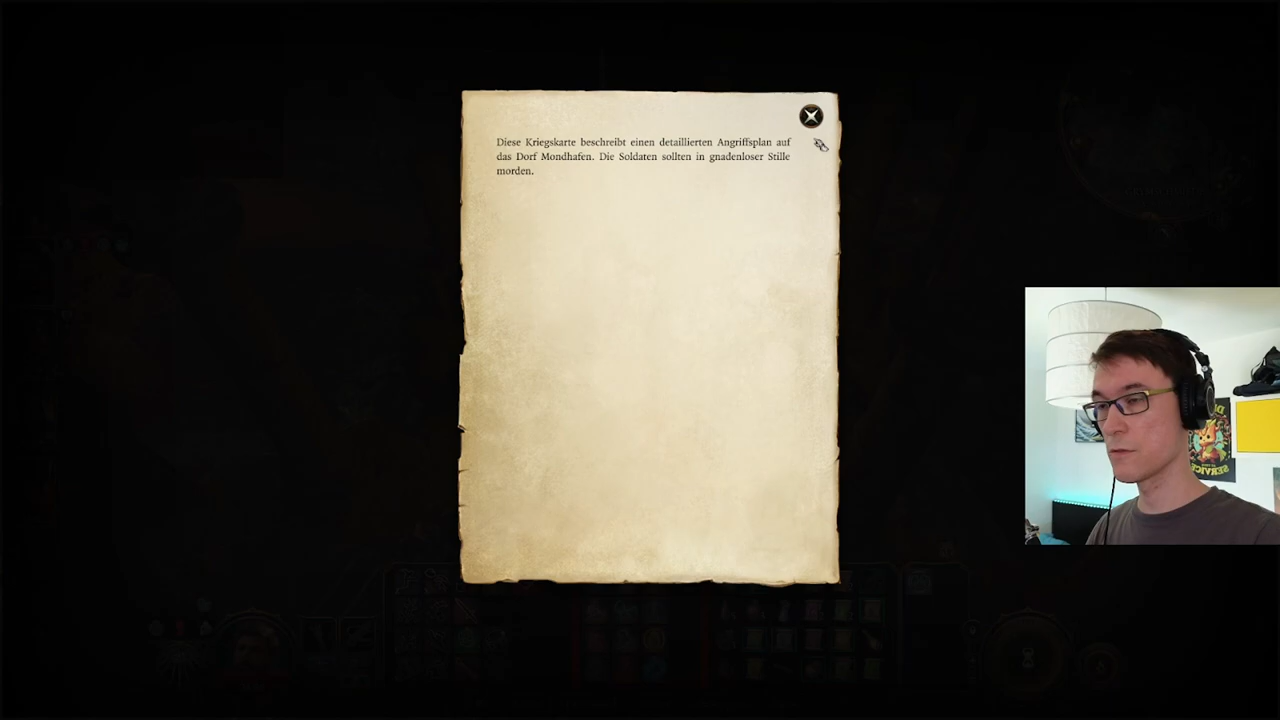 Diese Kriegskarte beschreibt einen detaillierten Angriffsplan auf
das Dorf Mondhafen. Die Soldaten sollten in gnadenloser Stille
morden.